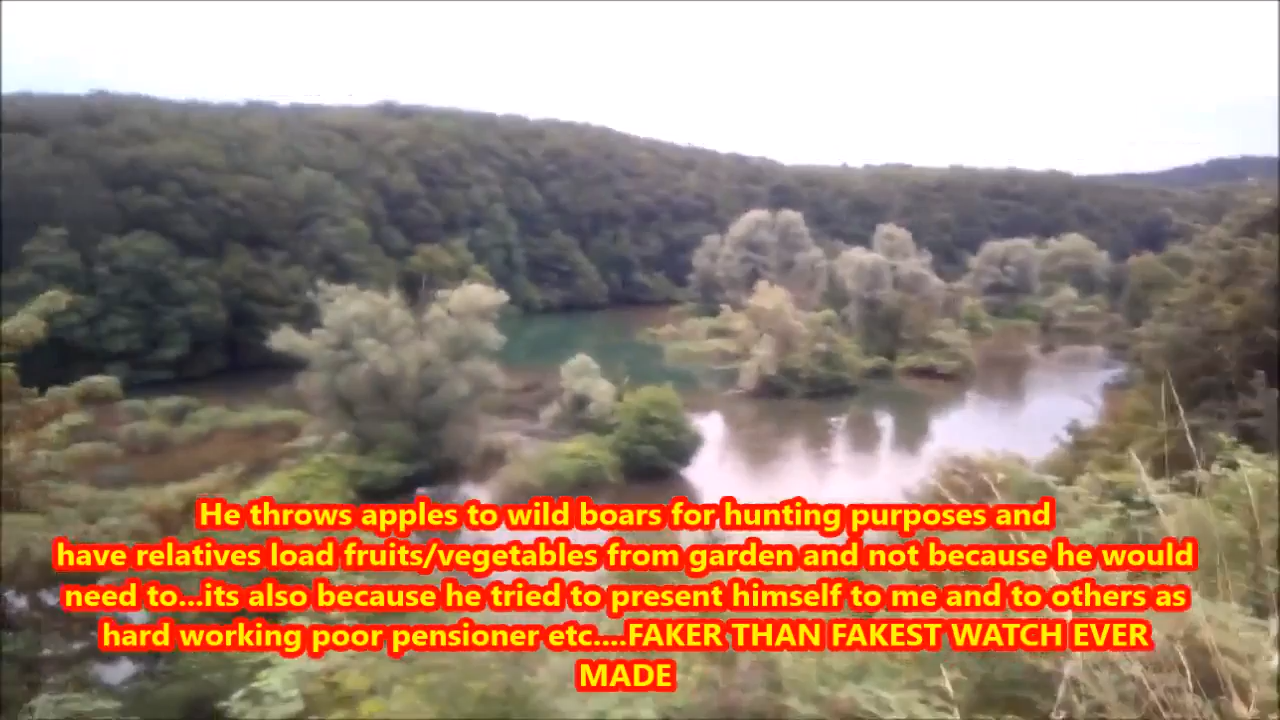 He throws apples to wild boars for hunting purposes and
have relatives load fruits/vegetables from garden and not because he would
need to...its also because he tried to present himself to me and to others as
hard working poor pensioner etc....FAKER THAN FAKEST WATCH EVER
MADE